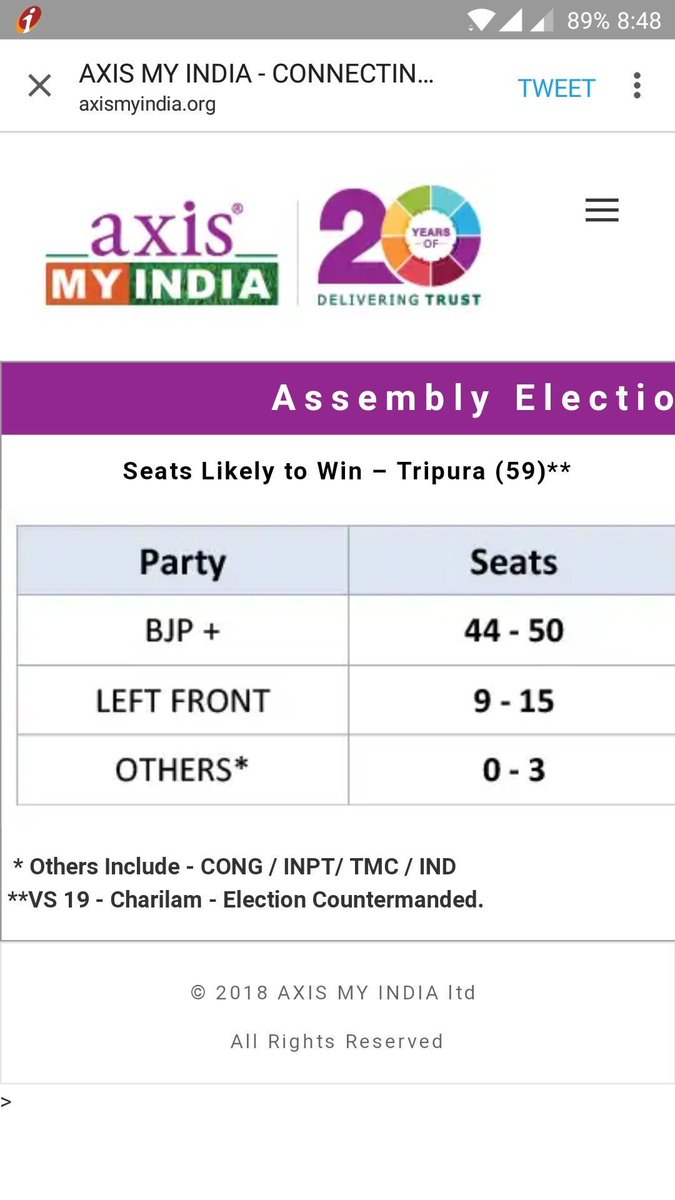 89% 8:48
AXIS MY INDIA - CONNECTIN...
axismyindia.org
TWEET
axis®
MY INDIA
20
YEARS
OF
DELIVERING TRUST
Assembly Electio
Seats Likely to Win – Tripura (59)**
Party Seats
BJP + 44 - 50
LEFT FRONT 9 - 15
OTHERS* 0 - 3
* Others Include - CONG / INPT/ TMC / IND
**VS 19 - Charilam - Election Countermanded.
© 2018 AXIS MY INDIA ltd
All Rights Reserved
>